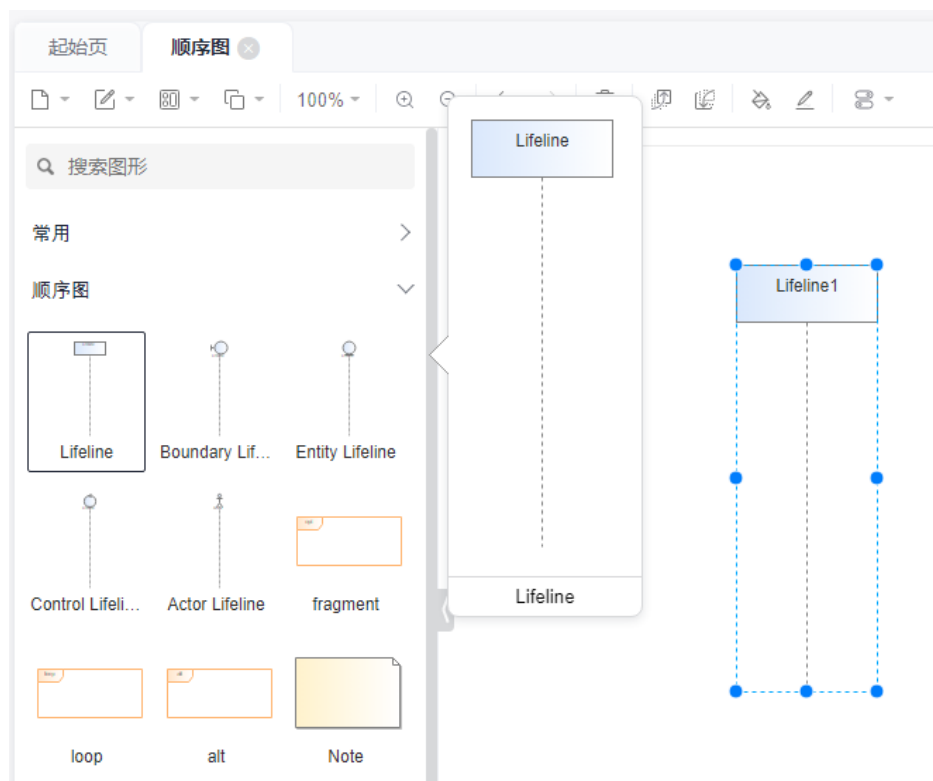 起始页
顺序图
100%
搜索图形
常用
顺序图
Lifeline
Boundary Lif...
Entity Lifeline
Control Lifeli...
Actor Lifeline
fragment
loop
alt
Note
Lifeline
Lifeline
Lifeline1